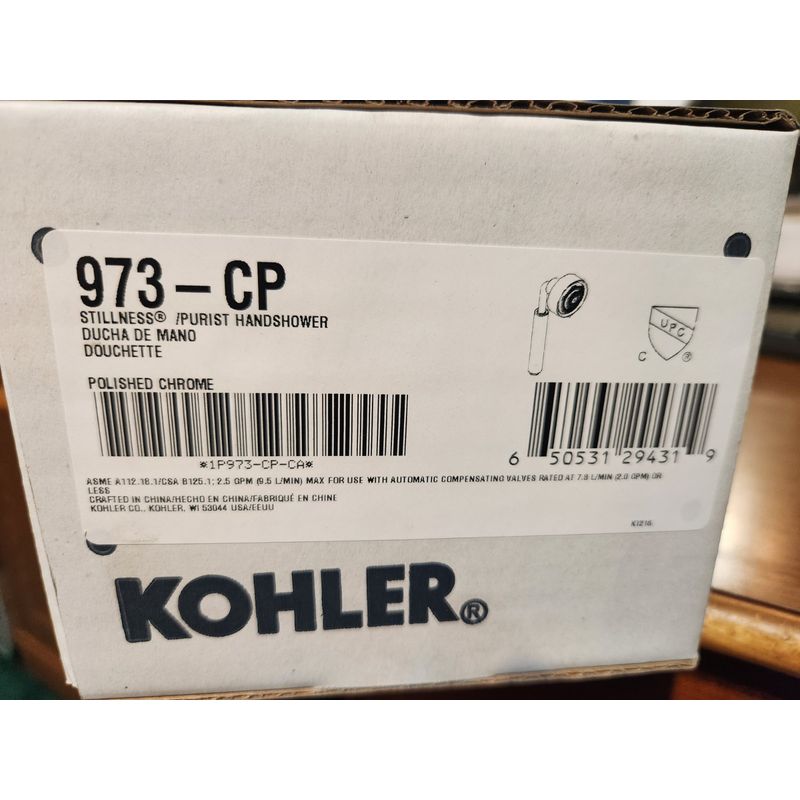 973-CP
STILLNESS® /PURIST HANDSHOWER
DUCHA DE MANO
DOUCHETTE
POLISHED CHROME
*1P973-CP-CA*
UPC
C ®
6 50531 29431 9
ASME A112.18.1/CSA B125.1; 2.5 GPM (9.5 L/MIN) MAX FOR USE WITH AUTOMATIC COMPENSATING VALVES RATED AT 7.8 L/MIN (2.0 GPM) OR
LESS
CRAFTED IN CHINA/HECHO EN CHINA/FABRIQUÉ EN CHINE
KOHLER CO., KOHLER, WI 53044 USA/EEUU
KOHLER®